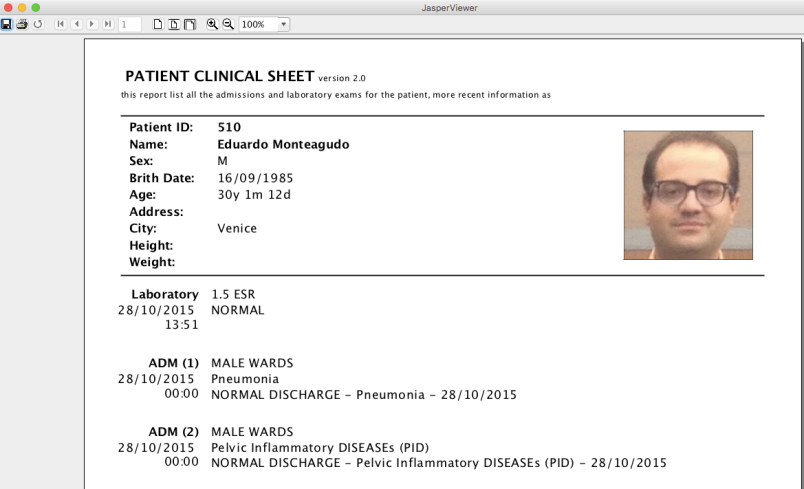 JasperViewer
1 100%
PATIENT CLINICAL SHEET version 2.0
this report list all the admissions and laboratory exams for the patient, more recent information as
Patient ID: 510
Name: Eduardo Monteagudo
Sex: M
Brith Date: 16/09/1985
Age: 30y 1m 12d
Address:
City: Venice
Height:
Weight:
Laboratory 1.5 ESR
28/10/2015 NORMAL
13:51
ADM (1) MALE WARDS
28/10/2015 Pneumonia
00:00 NORMAL DISCHARGE – Pneumonia – 28/10/2015
ADM (2) MALE WARDS
28/10/2015 Pelvic Inflammatory DISEASEs (PID)
00:00 NORMAL DISCHARGE – Pelvic Inflammatory DISEASEs (PID) – 28/10/2015